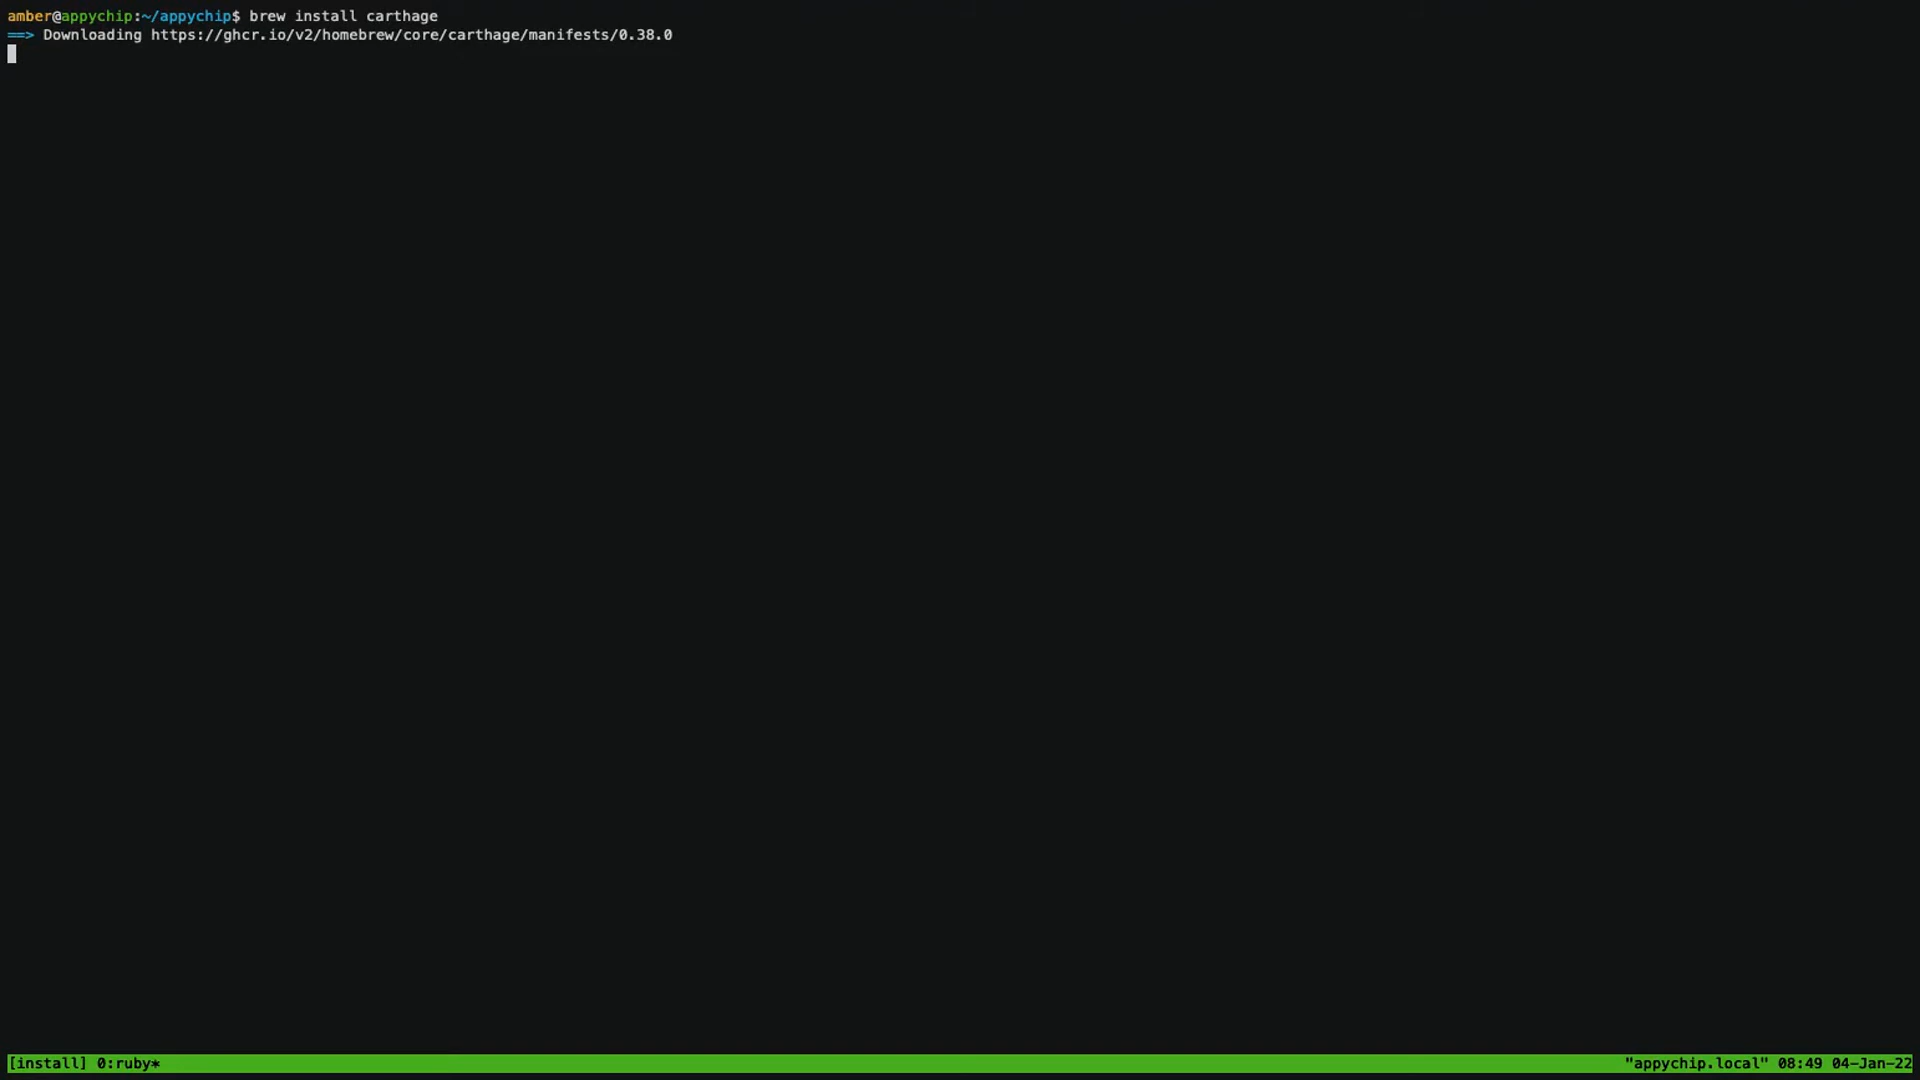 amber@appychip:~/appychip$ brew install carthage
==> Downloading https://ghcr.io/v2/homebrew/core/carthage/manifests/0.38.0
[install] 0:ruby* "appychip.local" 08:49 04-Jan-22